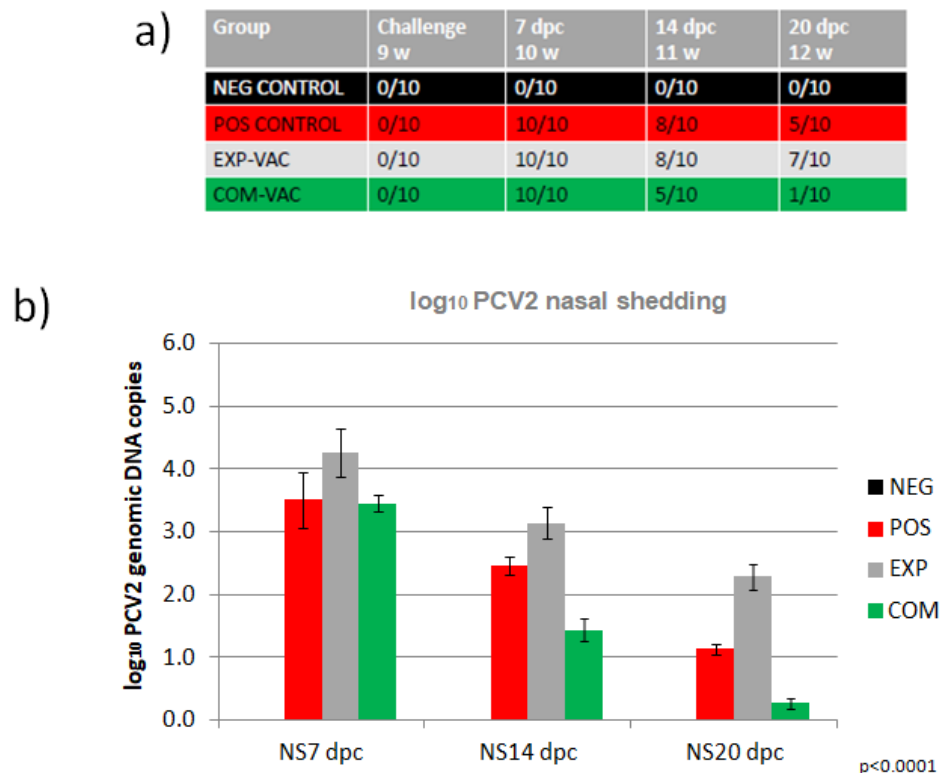 a)
Group Challenge 7 dpc 14 dpc 20 dpc
9 w 10 w 11 w 12 w
NEG CONTROL 0/10 0/10 0/10 0/10
POS CONTROL 0/10 10/10 8/10 5/10
EXP-VAC 0/10 10/10 8/10 7/10
COM-VAC 0/10 10/10 5/10 1/10
b)
log₁₀ PCV2 nasal shedding
log₁₀ PCV2 genomic DNA copies
6.0
5.0
4.0
3.0
2.0
1.0
0.0
NS7 dpc NS14 dpc NS20 dpc
NEG
POS
EXP
COM
p<0.0001